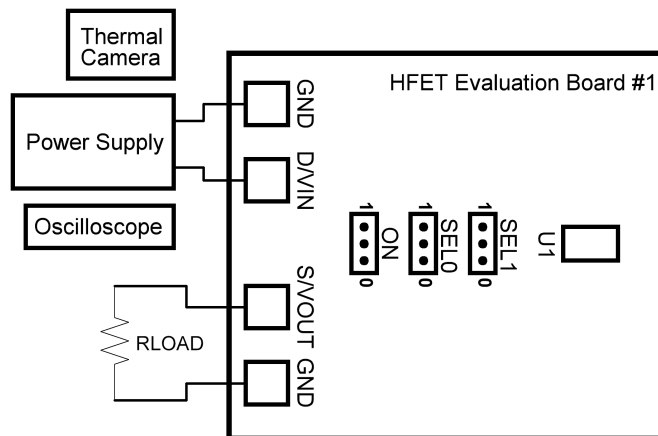 Thermal
Camera
HFET Evaluation Board #1
GND
Power Supply
D/VIN
Oscilloscope
1
1
1
ON
SEL0
SEL1
U1
0
0
0
S/VOUT
RLOAD
GND